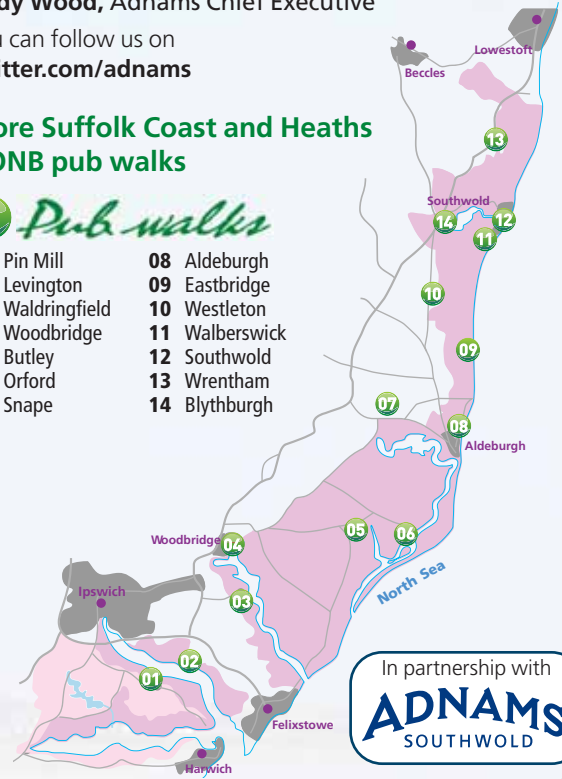 dy Wood, Adnams Chief Executive
u can follow us on
itter.com/adnams
ore Suffolk Coast and Heaths
ONB pub walks
Pub walks
Pin Mill
Levington
Waldringfield
Woodbridge
Butley
Orford
Snape
08 Aldeburgh
09 Eastbridge
10 Westleton
11 Walberswick
12 Southwold
13 Wrentham
14 Blythburgh
Lowestoft
Beccles
13
Southwold
14
12
11
10
09
07
08
Aldeburgh
Woodbridge
04
05
06
North Sea
Ipswich
03
02
01
Felixstowe
Harwich
In partnership with
ADNAMS
SOUTHWOLD